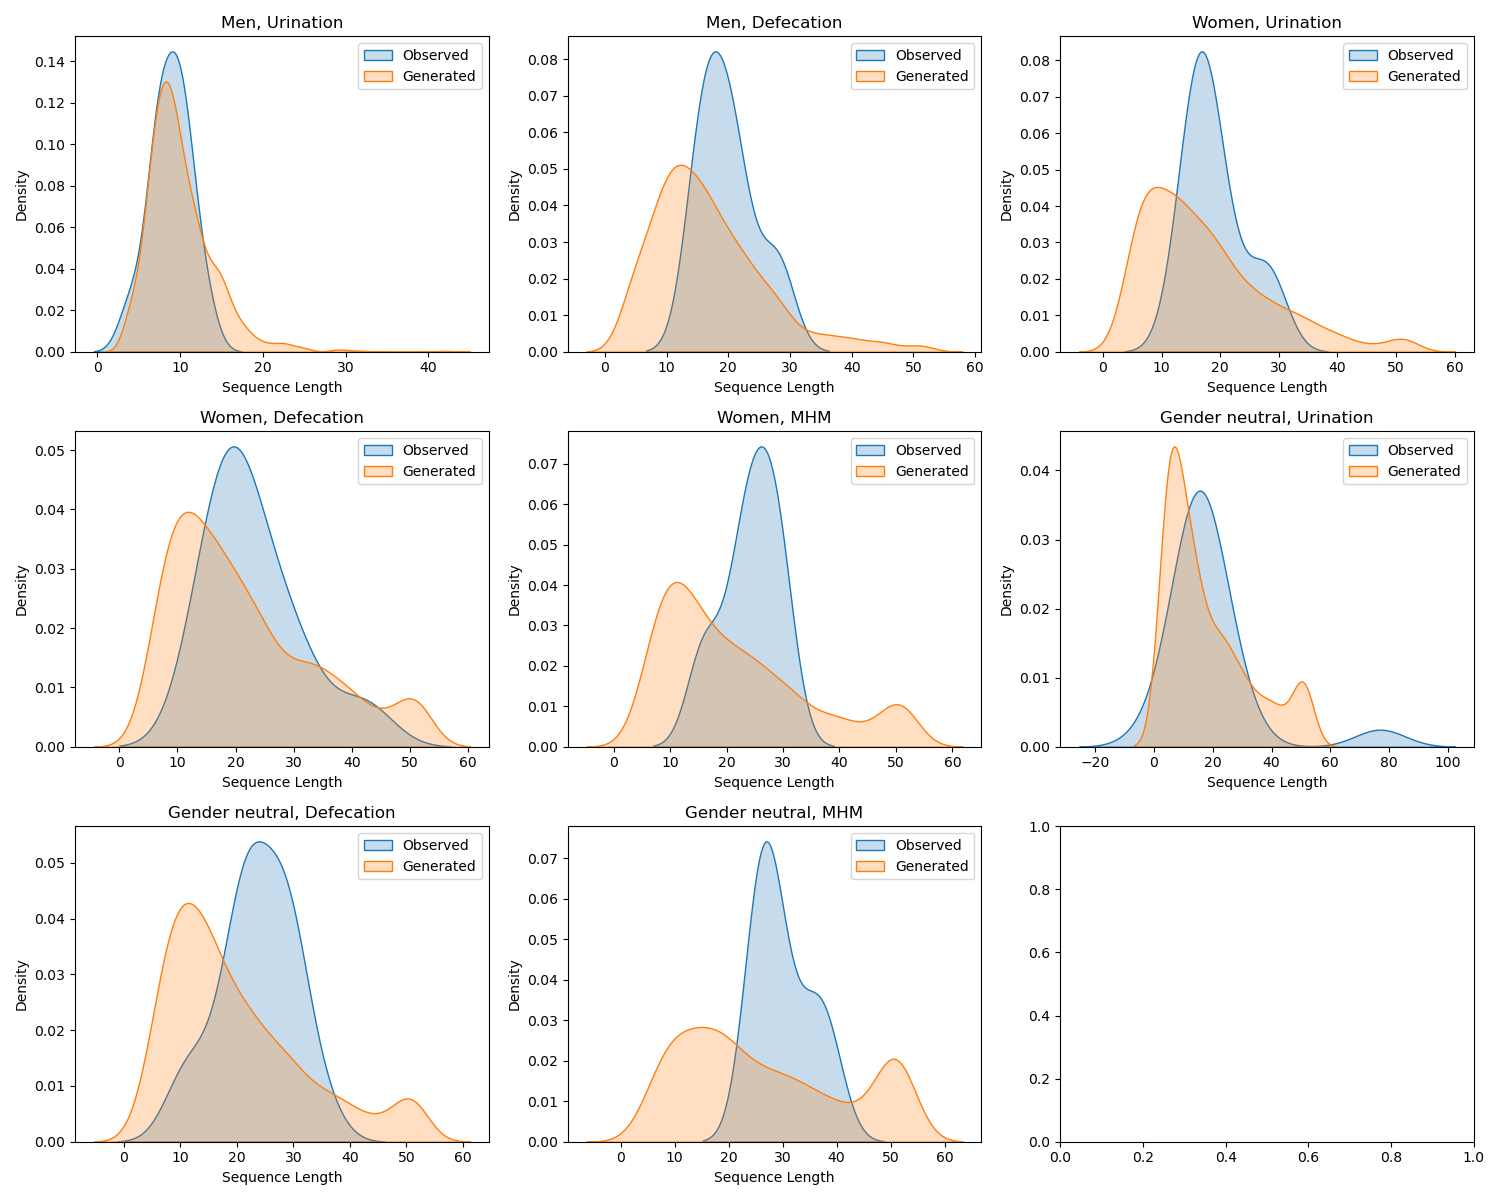 Men, Urination
Observed
Generated
0.14
0.12
0.10
0.08
0.06
0.04
0.02
0.00
Density
0 10 20 30 40
Sequence Length
Men, Defecation
Observed
Generated
0.08
0.07
0.06
0.05
0.04
0.03
0.02
0.01
0.00
Density
0 10 20 30 40 50 60
Sequence Length
Women, Urination
Observed
Generated
0.08
0.07
0.06
0.05
0.04
0.03
0.02
0.01
0.00
Density
0 10 20 30 40 50 60
Sequence Length
Women, Defecation
Observed
Generated
0.05
0.04
0.03
0.02
0.01
0.00
Density
0 10 20 30 40 50 60
Sequence Length
Women, MHM
Observed
Generated
0.07
0.06
0.05
0.04
0.03
0.02
0.01
0.00
Density
0 10 20 30 40 50 60
Sequence Length
Gender neutral, Urination
Observed
Generated
0.04
0.03
0.02
0.01
0.00
Density
−20 0 20 40 60 80 100
Sequence Length
Gender neutral, Defecation
Observed
Generated
0.05
0.04
0.03
0.02
0.01
0.00
Density
0 10 20 30 40 50 60
Sequence Length
Gender neutral, MHM
Observed
Generated
0.07
0.06
0.05
0.04
0.03
0.02
0.01
0.00
Density
0 10 20 30 40 50 60
Sequence Length
1.0
0.8
0.6
0.4
0.2
0.0
0.0 0.2 0.4 0.6 0.8 1.0